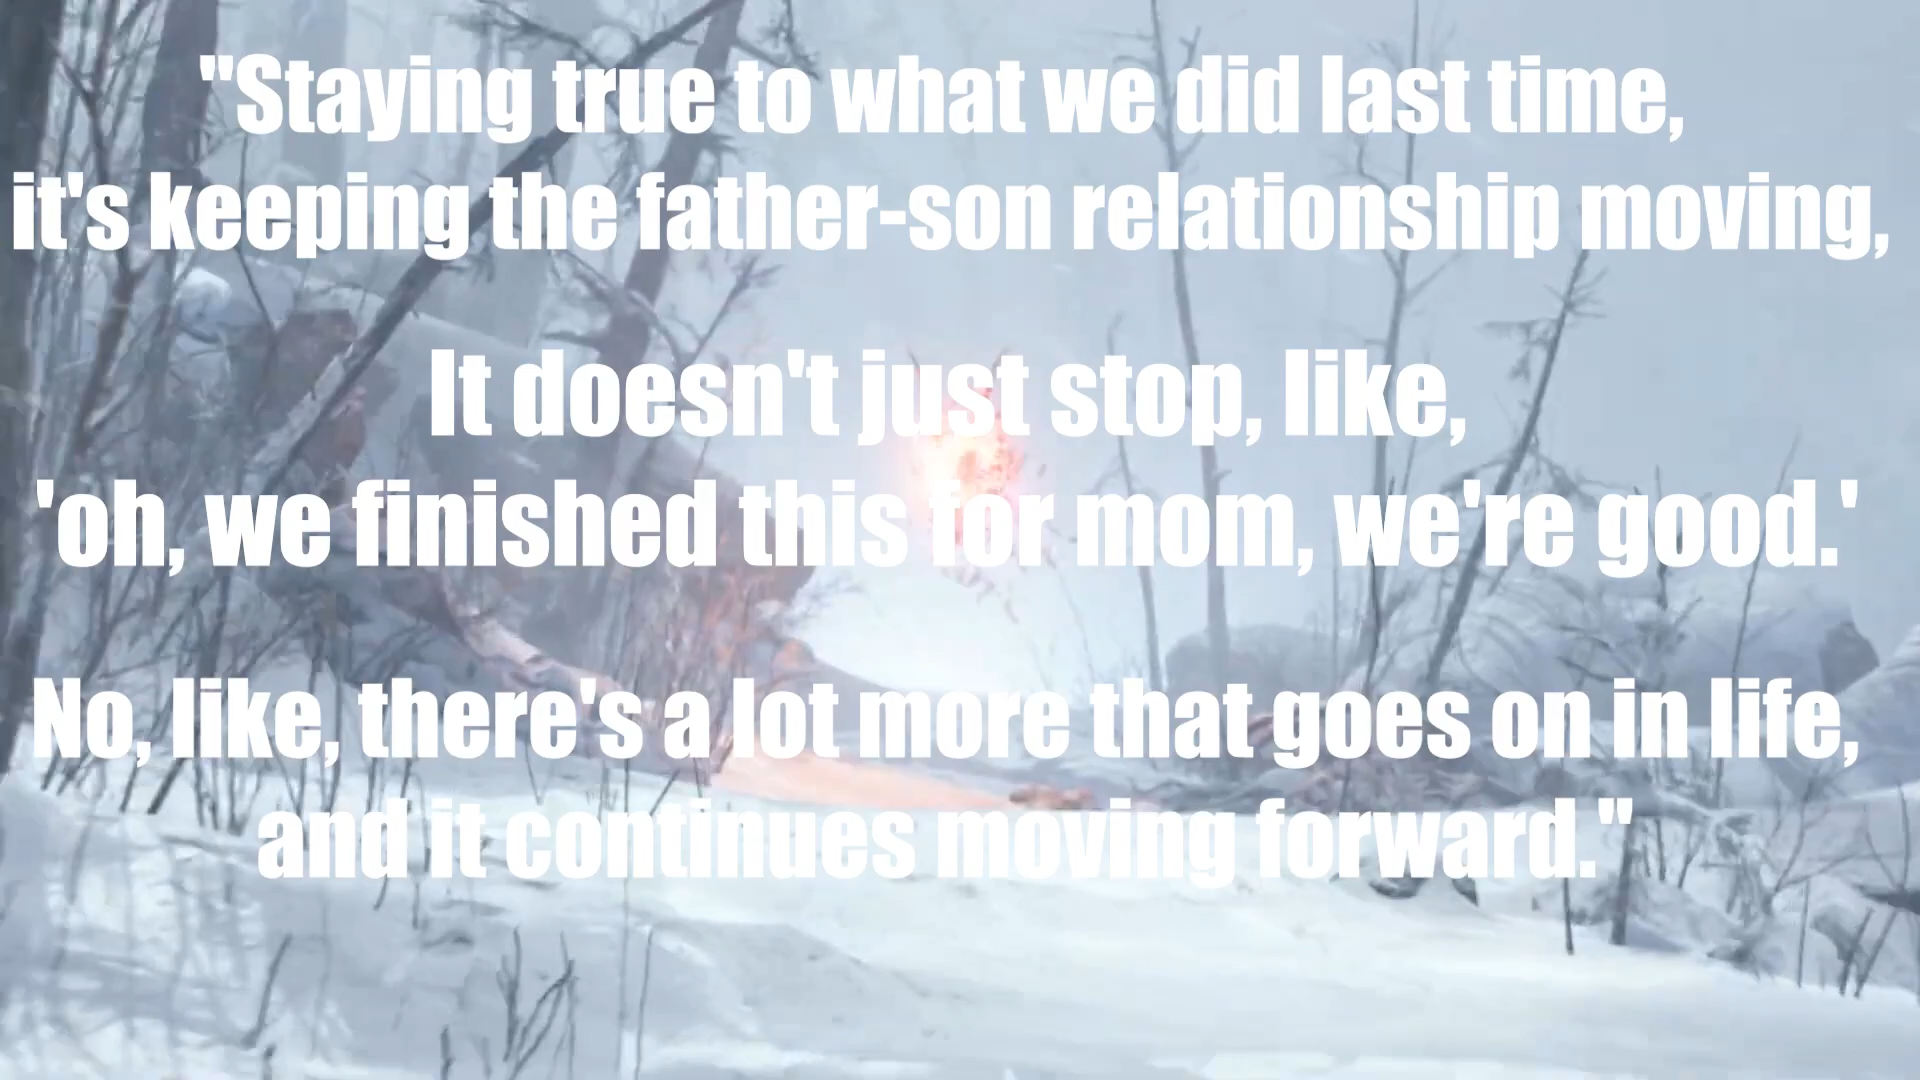 "Staying true to what we did last time,
it's keeping the father-son relationship moving,
It doesn't just stop, like,
'oh, we finished this for mom, we're good.'
No, like, there's a lot more that goes on in life,
and it continues moving forward."